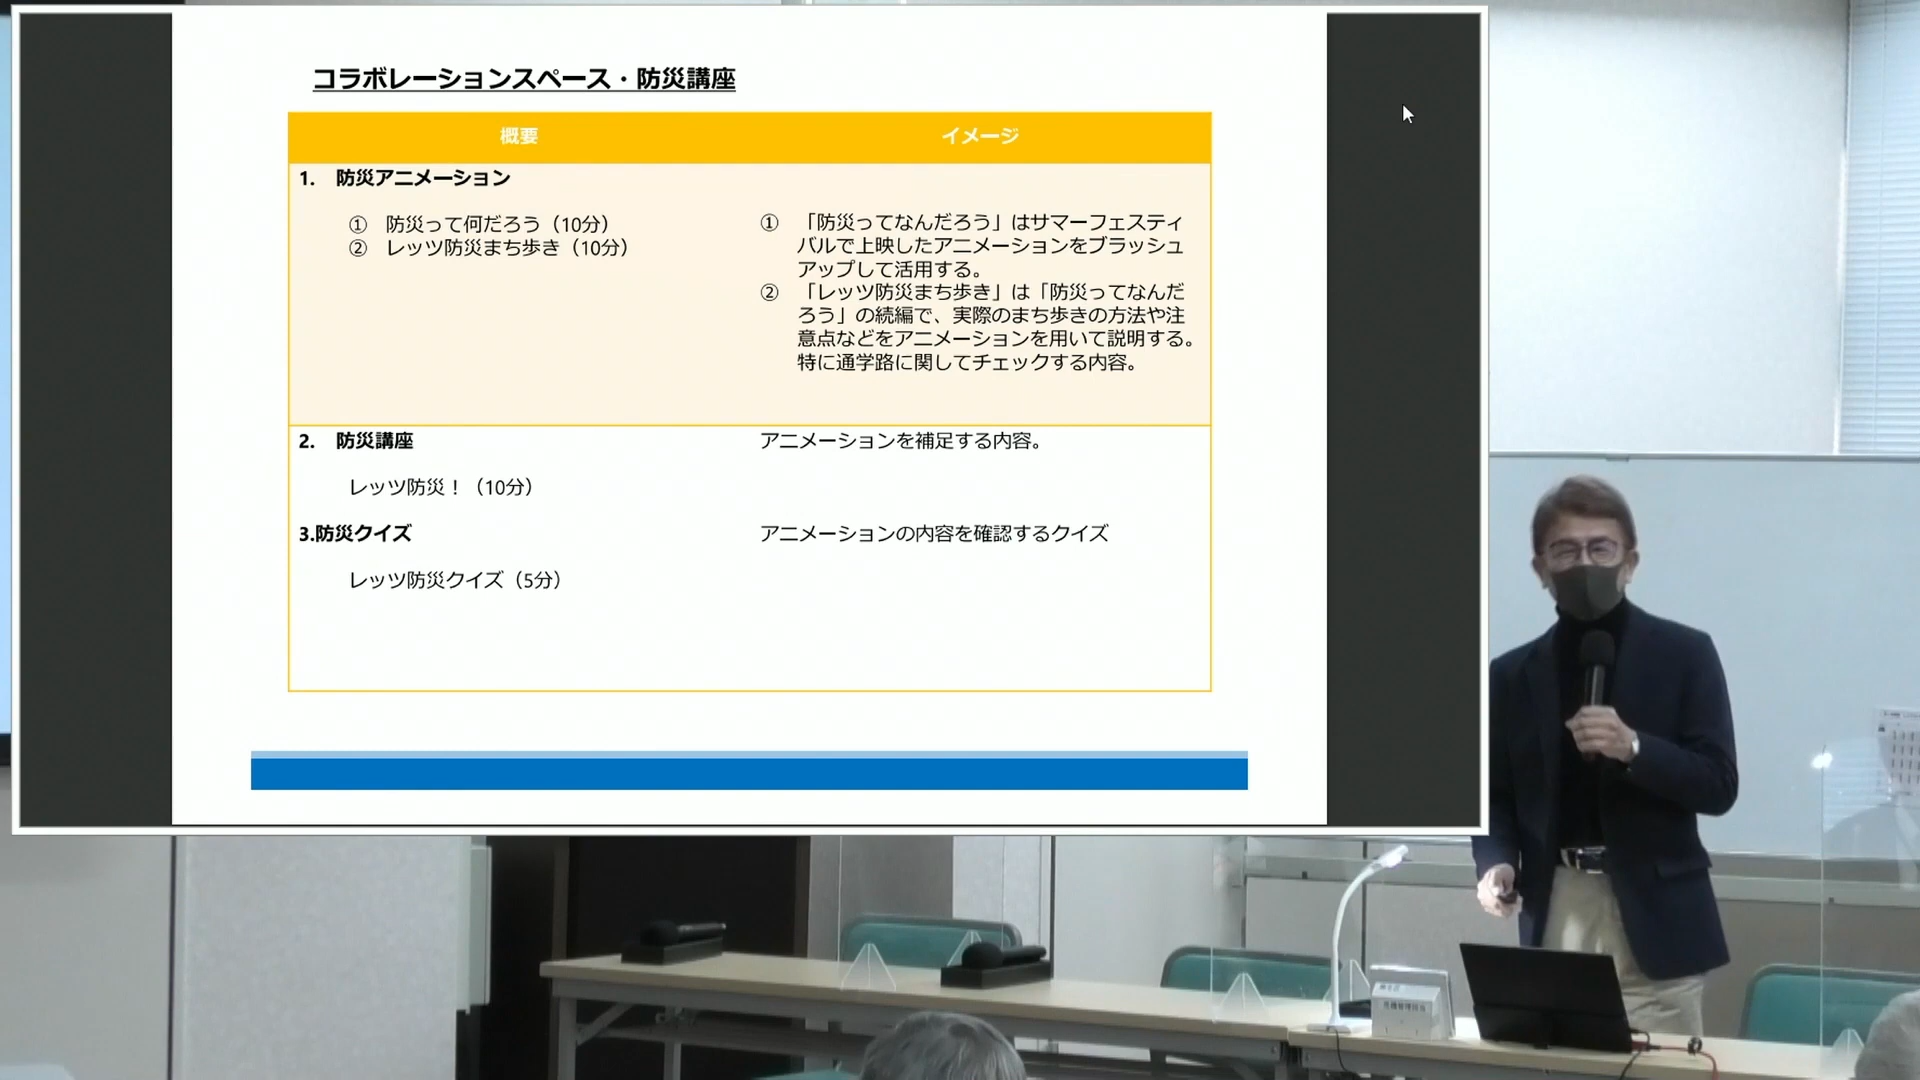 コラボレーションスペース・防災講座
概要
イメージ
1. 防災アニメーション
① 防災って何だろう（10分）
② レッツ防災まち歩き（10分）
① 「防災ってなんだろう」はサマーフェスティ
バルで上映したアニメーションをブラッシュ
アップして活用する。
② 「レッツ防災まち歩き」は「防災ってなんだ
ろう」の続編で、実際のまち歩きの方法や注
意点などをアニメーションを用いて説明する。
特に通学路に関してチェックする内容。
2. 防災講座
アニメーションを補足する内容。
レッツ防災！（10分）
3.防災クイズ
アニメーションの内容を確認するクイズ
レッツ防災クイズ（5分）